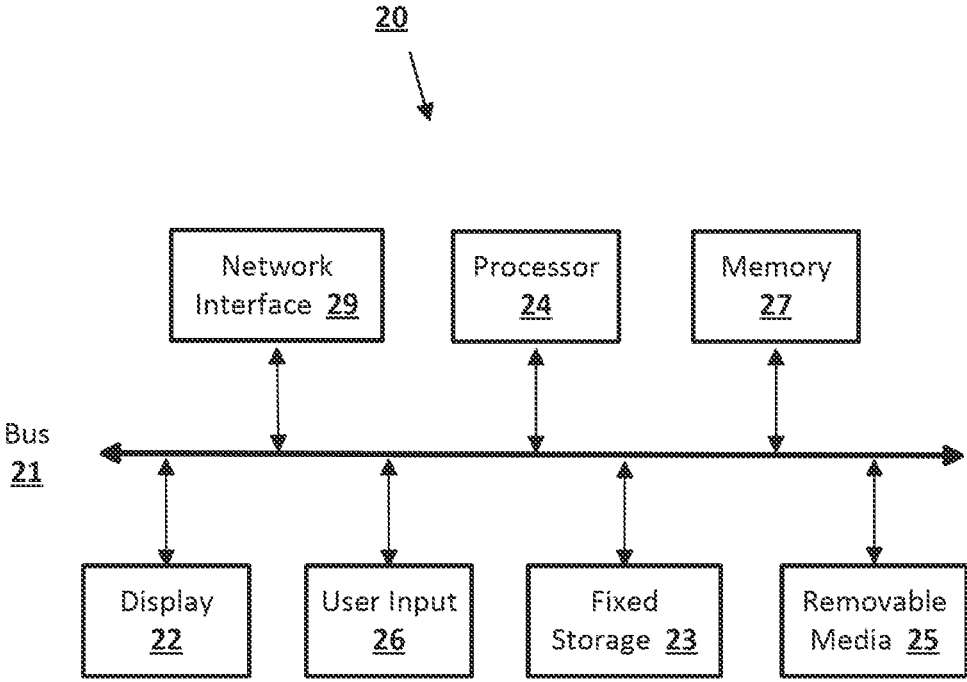 20
Network
Interface 29
Processor
24
Memory
27
Bus
21
Display
22
User Input
26
Fixed
Storage 23
Removable
Media 25